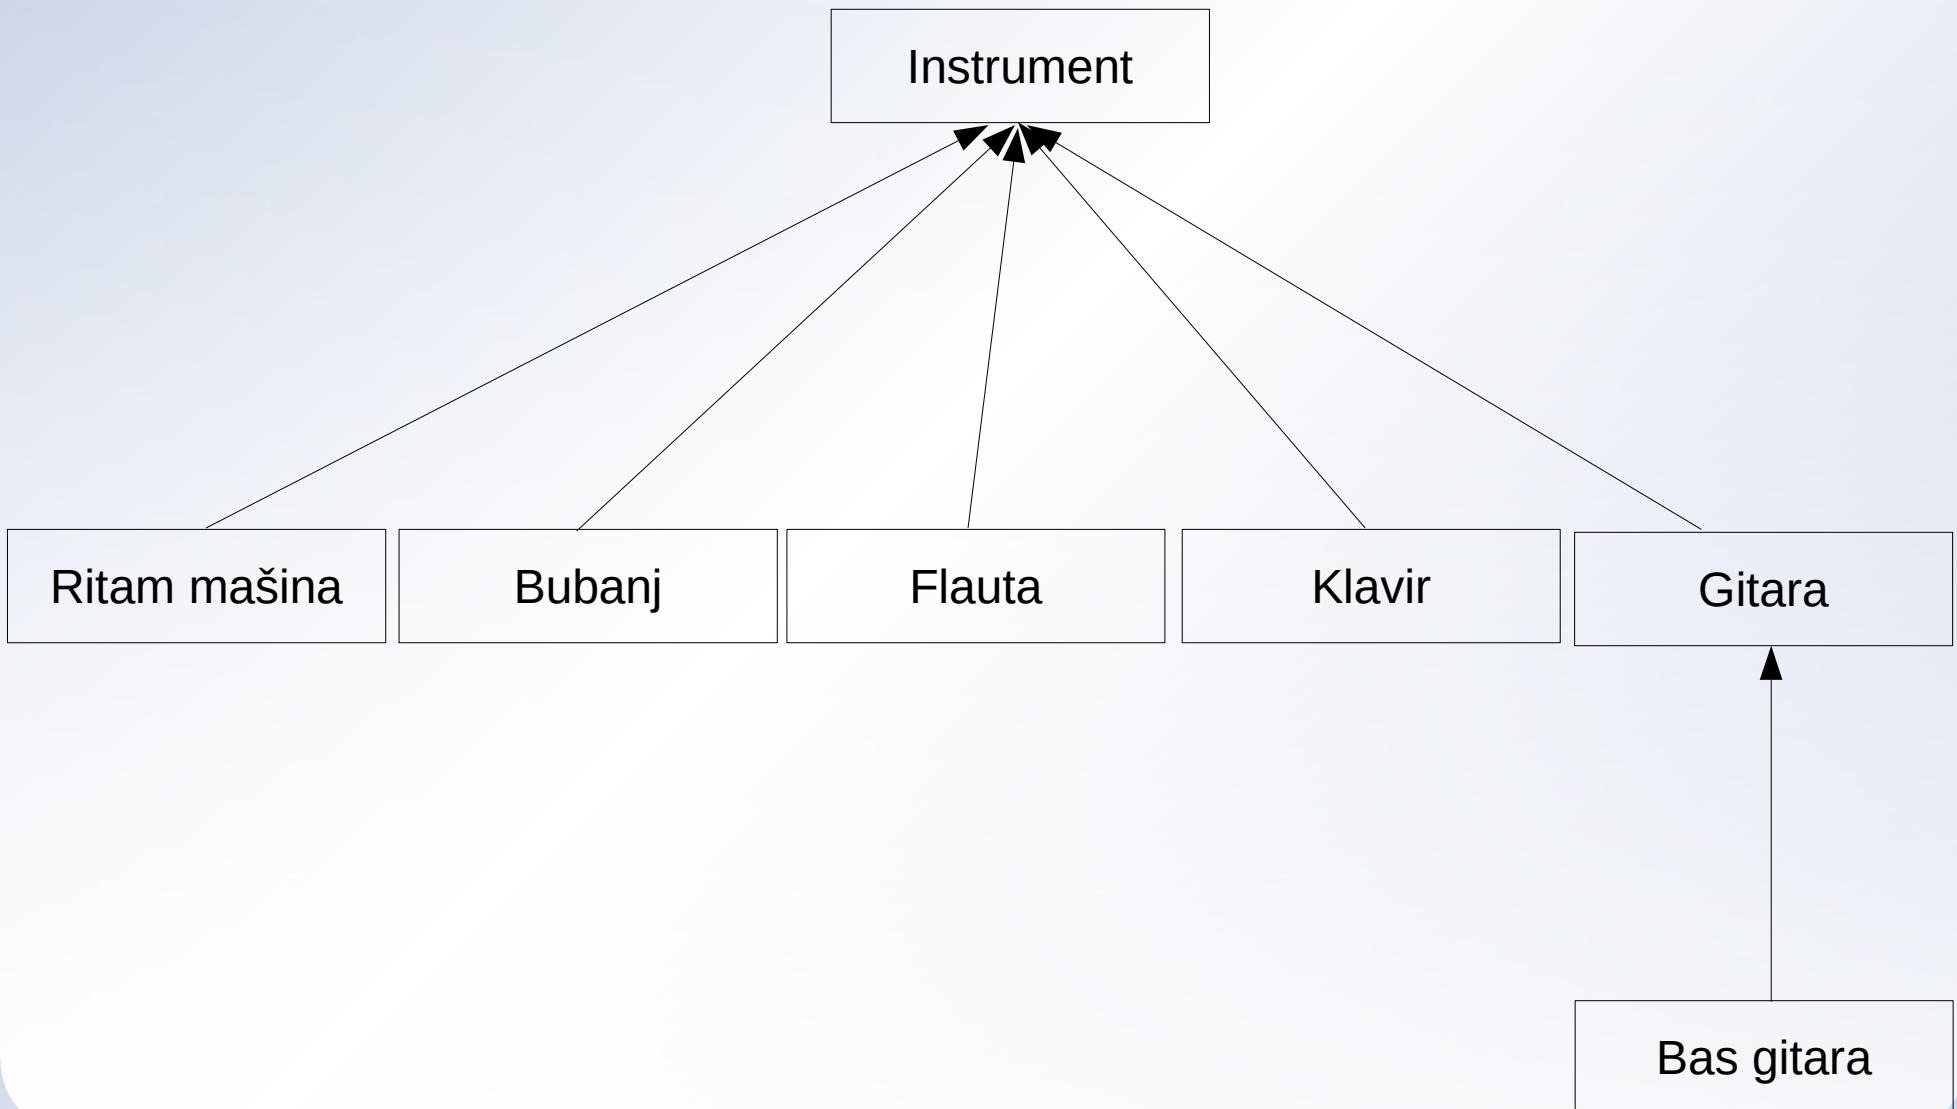 Instrument
Ritam mašina
Bubanj
Flauta
Klavir
Gitara
Bas gitara